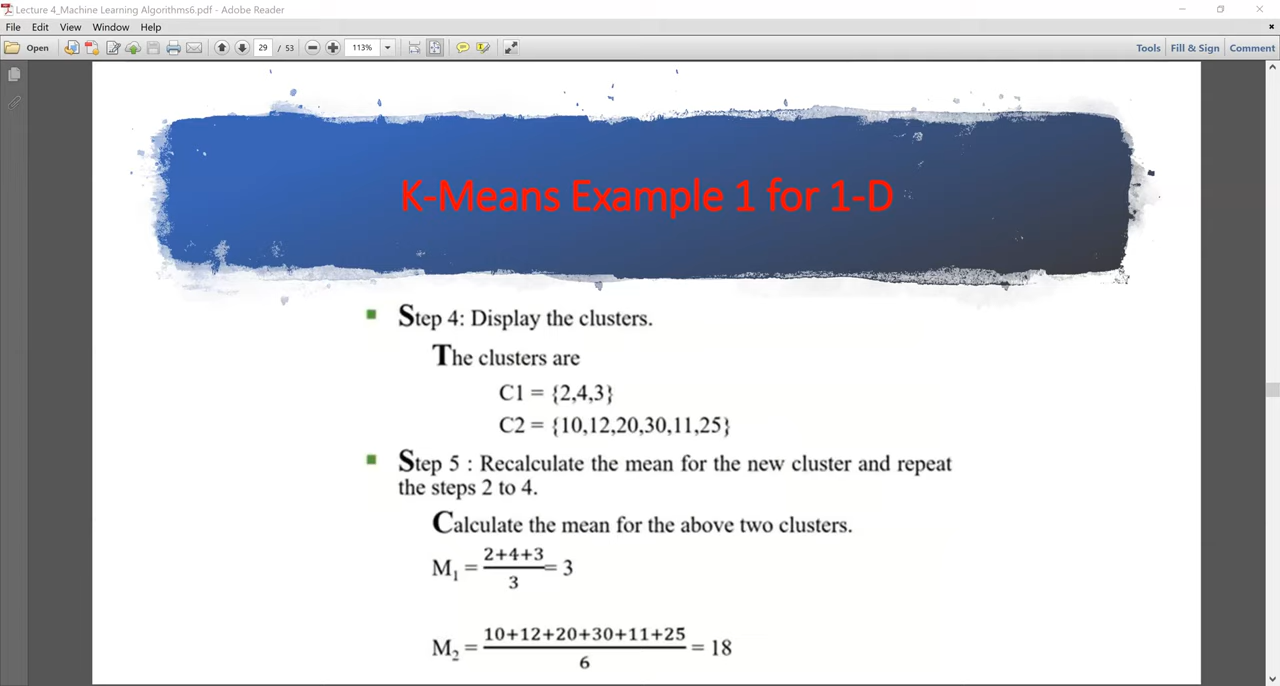 Lecture 4_Machine Learning Algorithms6.pdf - Adobe Reader
File Edit View Window Help
Open 29 / 53 113% Tools Fill & Sign Comment
K-Means Example 1 for 1-D
Step 4: Display the clusters.
The clusters are
C1 = {2,4,3}
C2 = {10,12,20,30,11,25}
Step 5 : Recalculate the mean for the new cluster and repeat
the steps 2 to 4.
Calculate the mean for the above two clusters.
M₁ = (2+4+3)/3 = 3
M₂ = (10+12+20+30+11+25)/6 = 18